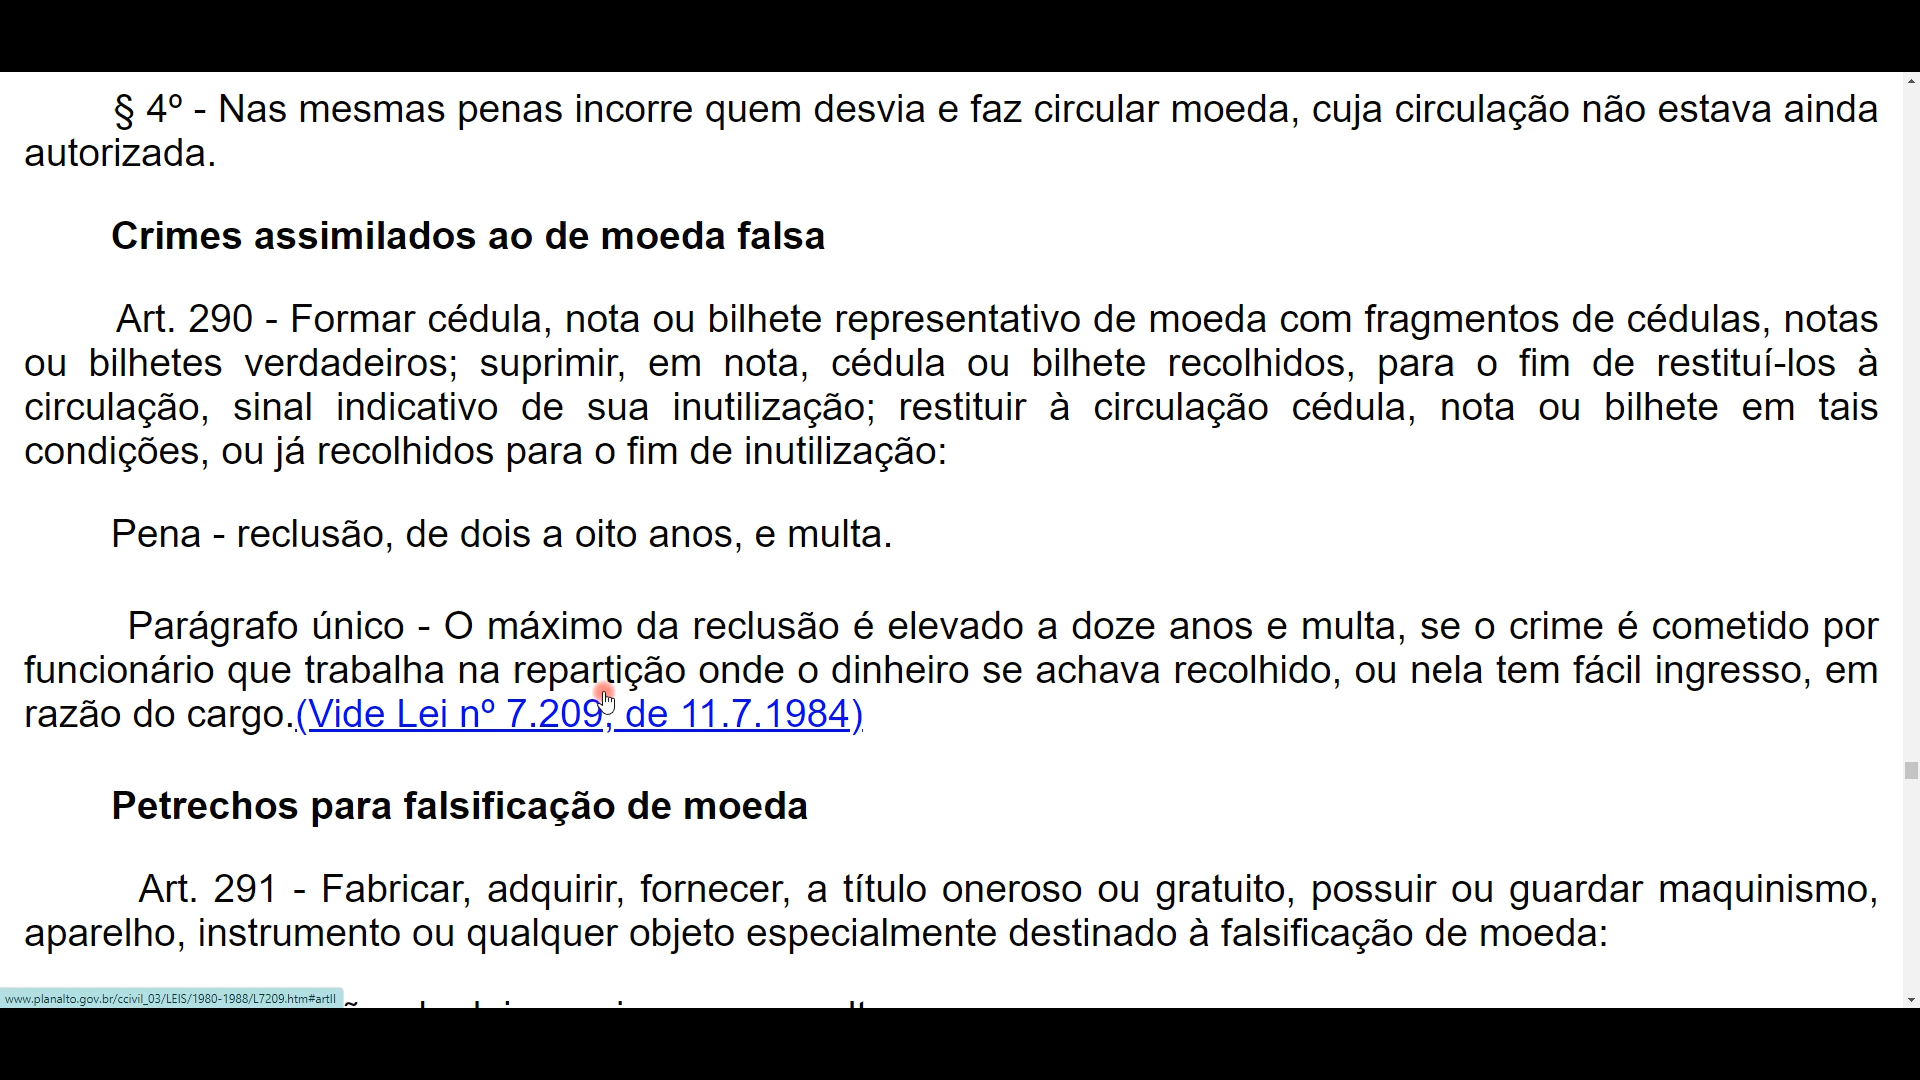 § 4º - Nas mesmas penas incorre quem desvia e faz circular moeda, cuja circulação não estava ainda
autorizada.
Crimes assimilados ao de moeda falsa
Art. 290 - Formar cédula, nota ou bilhete representativo de moeda com fragmentos de cédulas, notas
ou bilhetes verdadeiros; suprimir, em nota, cédula ou bilhete recolhidos, para o fim de restituí-los à
circulação, sinal indicativo de sua inutilização; restituir à circulação cédula, nota ou bilhete em tais
condições, ou já recolhidos para o fim de inutilização:
Pena - reclusão, de dois a oito anos, e multa.
Parágrafo único - O máximo da reclusão é elevado a doze anos e multa, se o crime é cometido por
funcionário que trabalha na repartição onde o dinheiro se achava recolhido, ou nela tem fácil ingresso, em
razão do cargo.(Vide Lei nº 7.209, de 11.7.1984)
Petrechos para falsificação de moeda
Art. 291 - Fabricar, adquirir, fornecer, a título oneroso ou gratuito, possuir ou guardar maquinismo,
aparelho, instrumento ou qualquer objeto especialmente destinado à falsificação de moeda:
www.planalto.gov.br/ccivil_03/LEIS/1980-1988/L7209.htm#artII